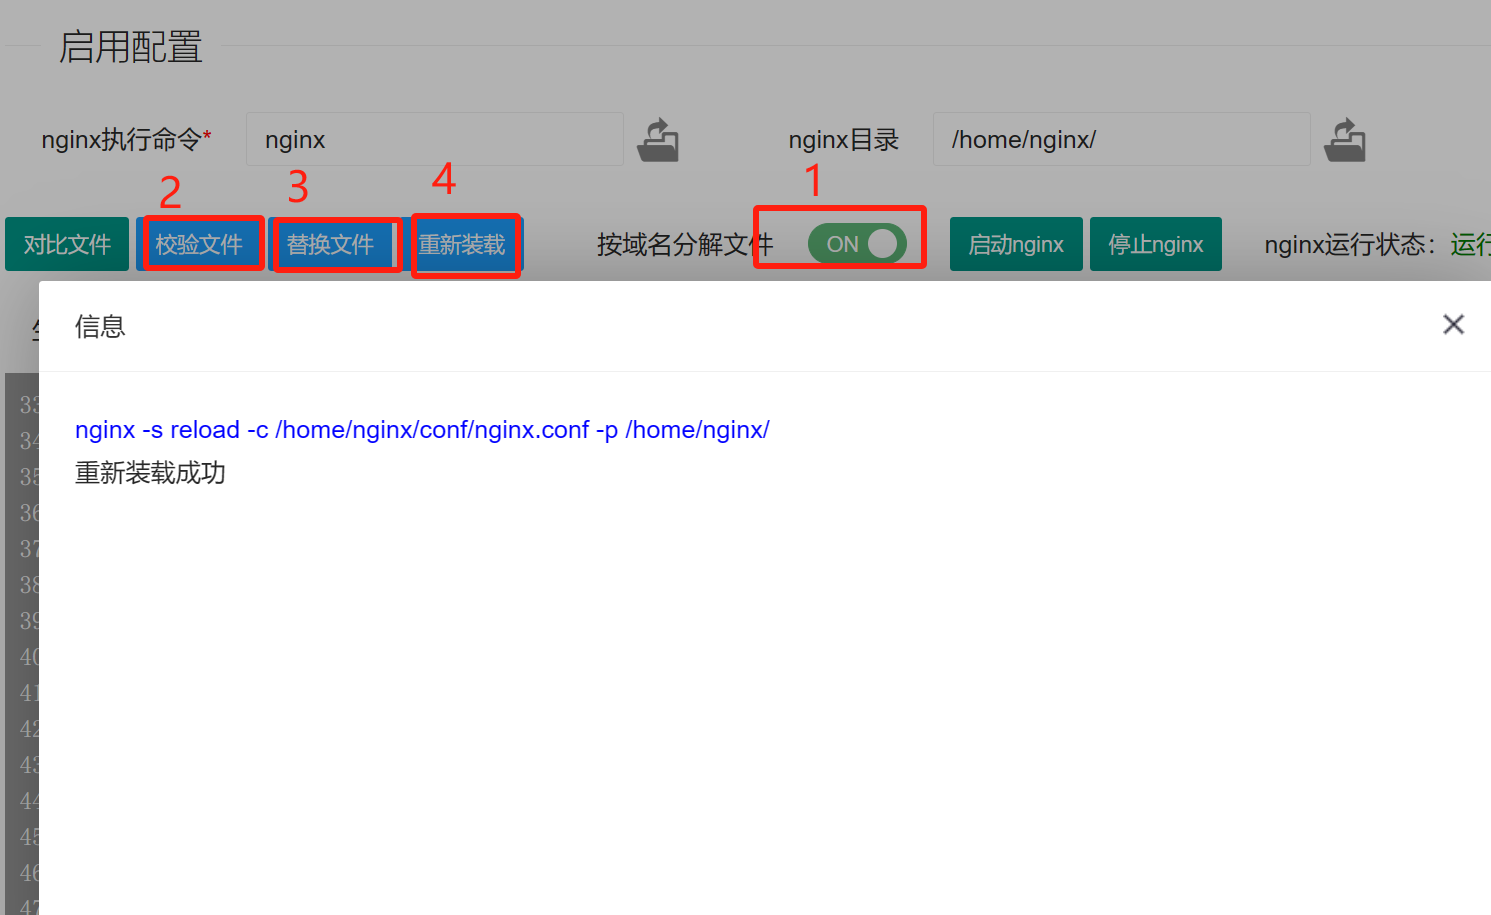 启用配置
nginx执行命令* nginx nginx目录 /home/nginx/
2 3 4 1
对比文件 校验文件 替换文件 重新装载 按域名分解文件 ON 启动nginx 停止nginx nginx运行状态：运行
信息
nginx -s reload -c /home/nginx/conf/nginx.conf -p /home/nginx/
重新装载成功
33
34
35
36
37
38
39
40
41
42
43
44
45
46
47